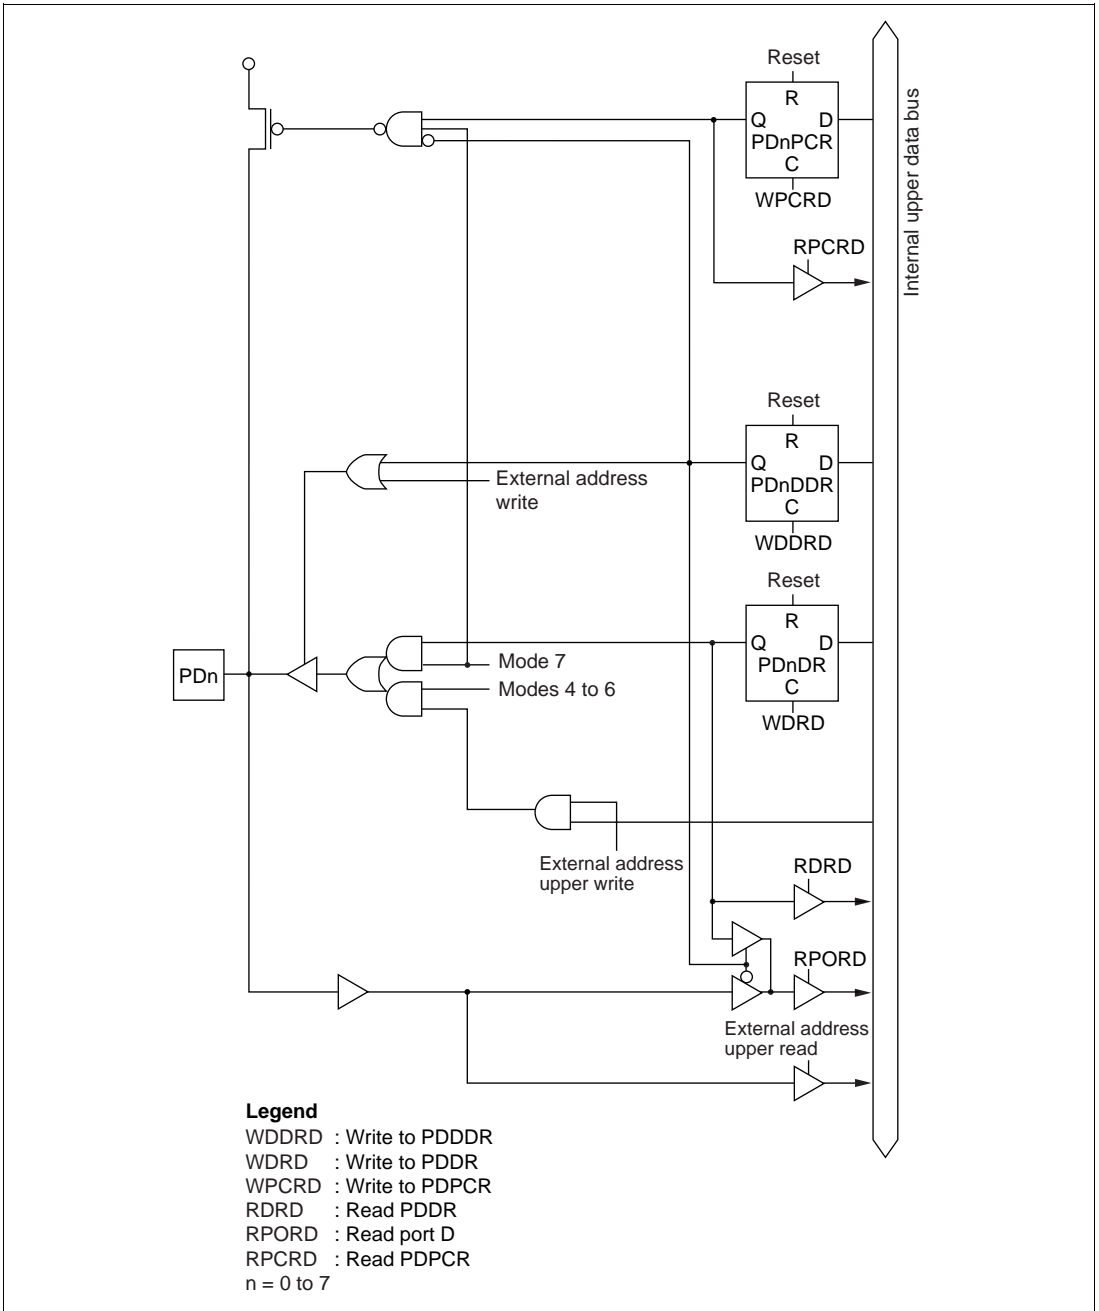 Reset
R
Q D
PDnPCR
C
WPCRD
Internal upper data bus
RPCRD
Reset
R
Q D
PDnDDR
C
WDDRD
External address
write
Reset
R
Q D
PDnDR
C
WDRD
PDn
Mode 7
Modes 4 to 6
External address
upper write
RDRD
RPORD
External address
upper read
Legend
WDDRD : Write to PDDDR
WDRD : Write to PDDR
WPCRD : Write to PDPCR
RDRD : Read PDDR
RPORD : Read port D
RPCRD : Read PDPCR
n = 0 to 7